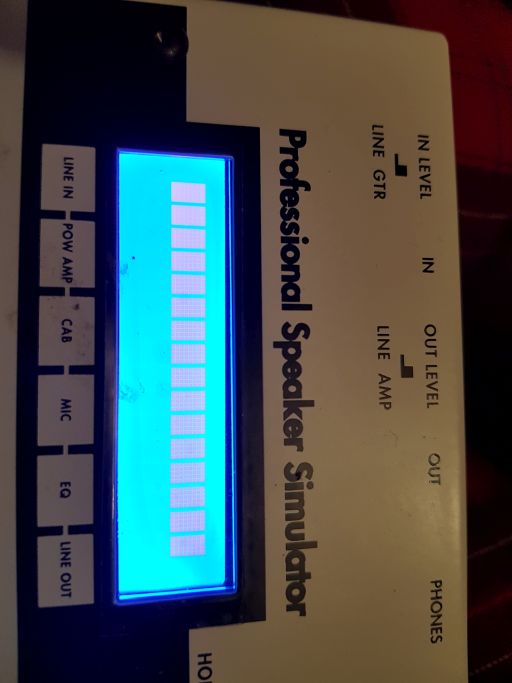 IN LEVEL IN OUT LEVEL OUT PHONES
LINE GTR LINE AMP
Professional Speaker Simulator
LINE IN POW AMP CAB MIC EQ LINE OUT